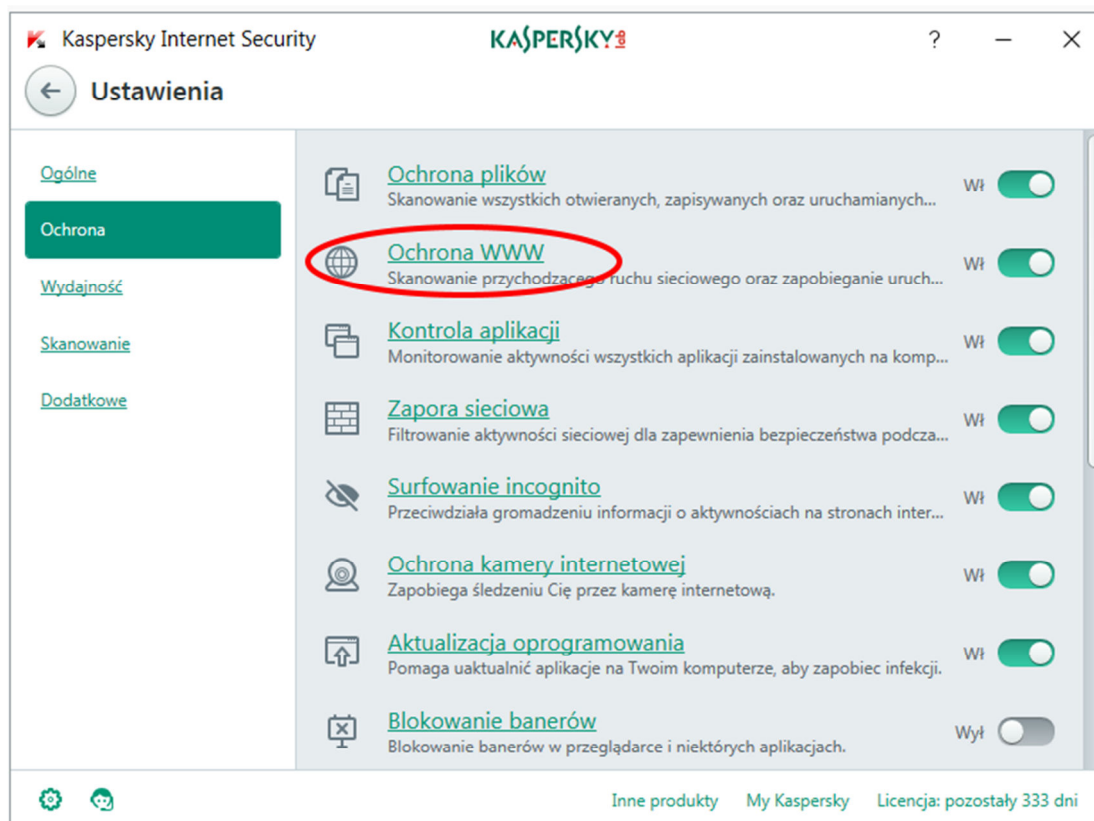 Kaspersky Internet Security
KASPERSKY lab
?
Ustawienia
Ogólne
Ochrona
Wydajność
Skanowanie
Dodatkowe
Ochrona plików
Skanowanie wszystkich otwieranych, zapisywanych oraz uruchamianych...
Wł
Ochrona WWW
Skanowanie przychodzącego ruchu sieciowego oraz zapobieganie uruch...
Wł
Kontrola aplikacji
Monitorowanie aktywności wszystkich aplikacji zainstalowanych na komp...
Wł
Zapora sieciowa
Filtrowanie aktywności sieciowej dla zapewnienia bezpieczeństwa podcza...
Wł
Surfowanie incognito
Przeciwdziała gromadzeniu informacji o aktywnościach na stronach inter...
Wł
Ochrona kamery internetowej
Zapobiega śledzeniu Cię przez kamerę internetową.
Wł
Aktualizacja oprogramowania
Pomaga uaktualnić aplikacje na Twoim komputerze, aby zapobiec infekcji.
Wł
Blokowanie banerów
Blokowanie banerów w przeglądarce i niektórych aplikacjach.
Wył
Inne produkty My Kaspersky Licencja: pozostały 333 dni